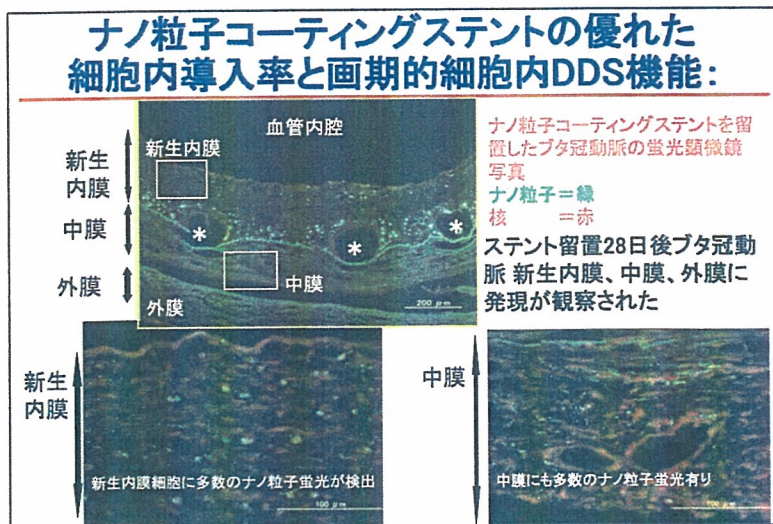 ナノ粒子コーティングステントの優れた
細胞内導入率と画期的細胞内DDS機能：
血管内腔
新生内膜
新生
内膜
中膜
外膜
*
*
*
中膜
外膜
200 μm
ナノ粒子コーティングステントを留
置したブタ冠動脈の蛍光顕微鏡
写真
ナノ粒子＝緑
核　　＝赤
ステント留置28日後ブタ冠動
脈 新生内膜、中膜、外膜に
発現が観察された
新生
内膜
新生内膜細胞に多数のナノ粒子蛍光が検出
100 μm
中膜
中膜にも多数のナノ粒子蛍光有り
100 μm